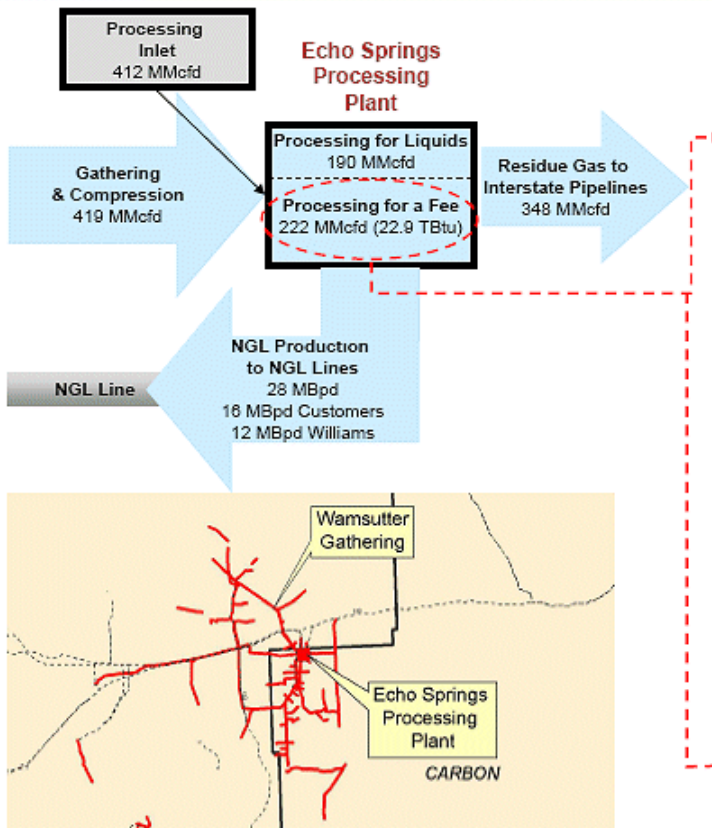 Processing
Inlet
412 MMcfd
Echo Springs
Processing
Plant
Gathering
& Compression
419 MMcfd
Processing for Liquids
190 MMcfd
Processing for a Fee
222 MMcfd (22.9 TBtu)
Residue Gas to
Interstate Pipelines
348 MMcfd
NGL Production
to NGL Lines
28 MBpd
16 MBpd Customers
12 MBpd Williams
NGL Line
Wamsutter
Gathering
Echo Springs
Processing
Plant
CARBON